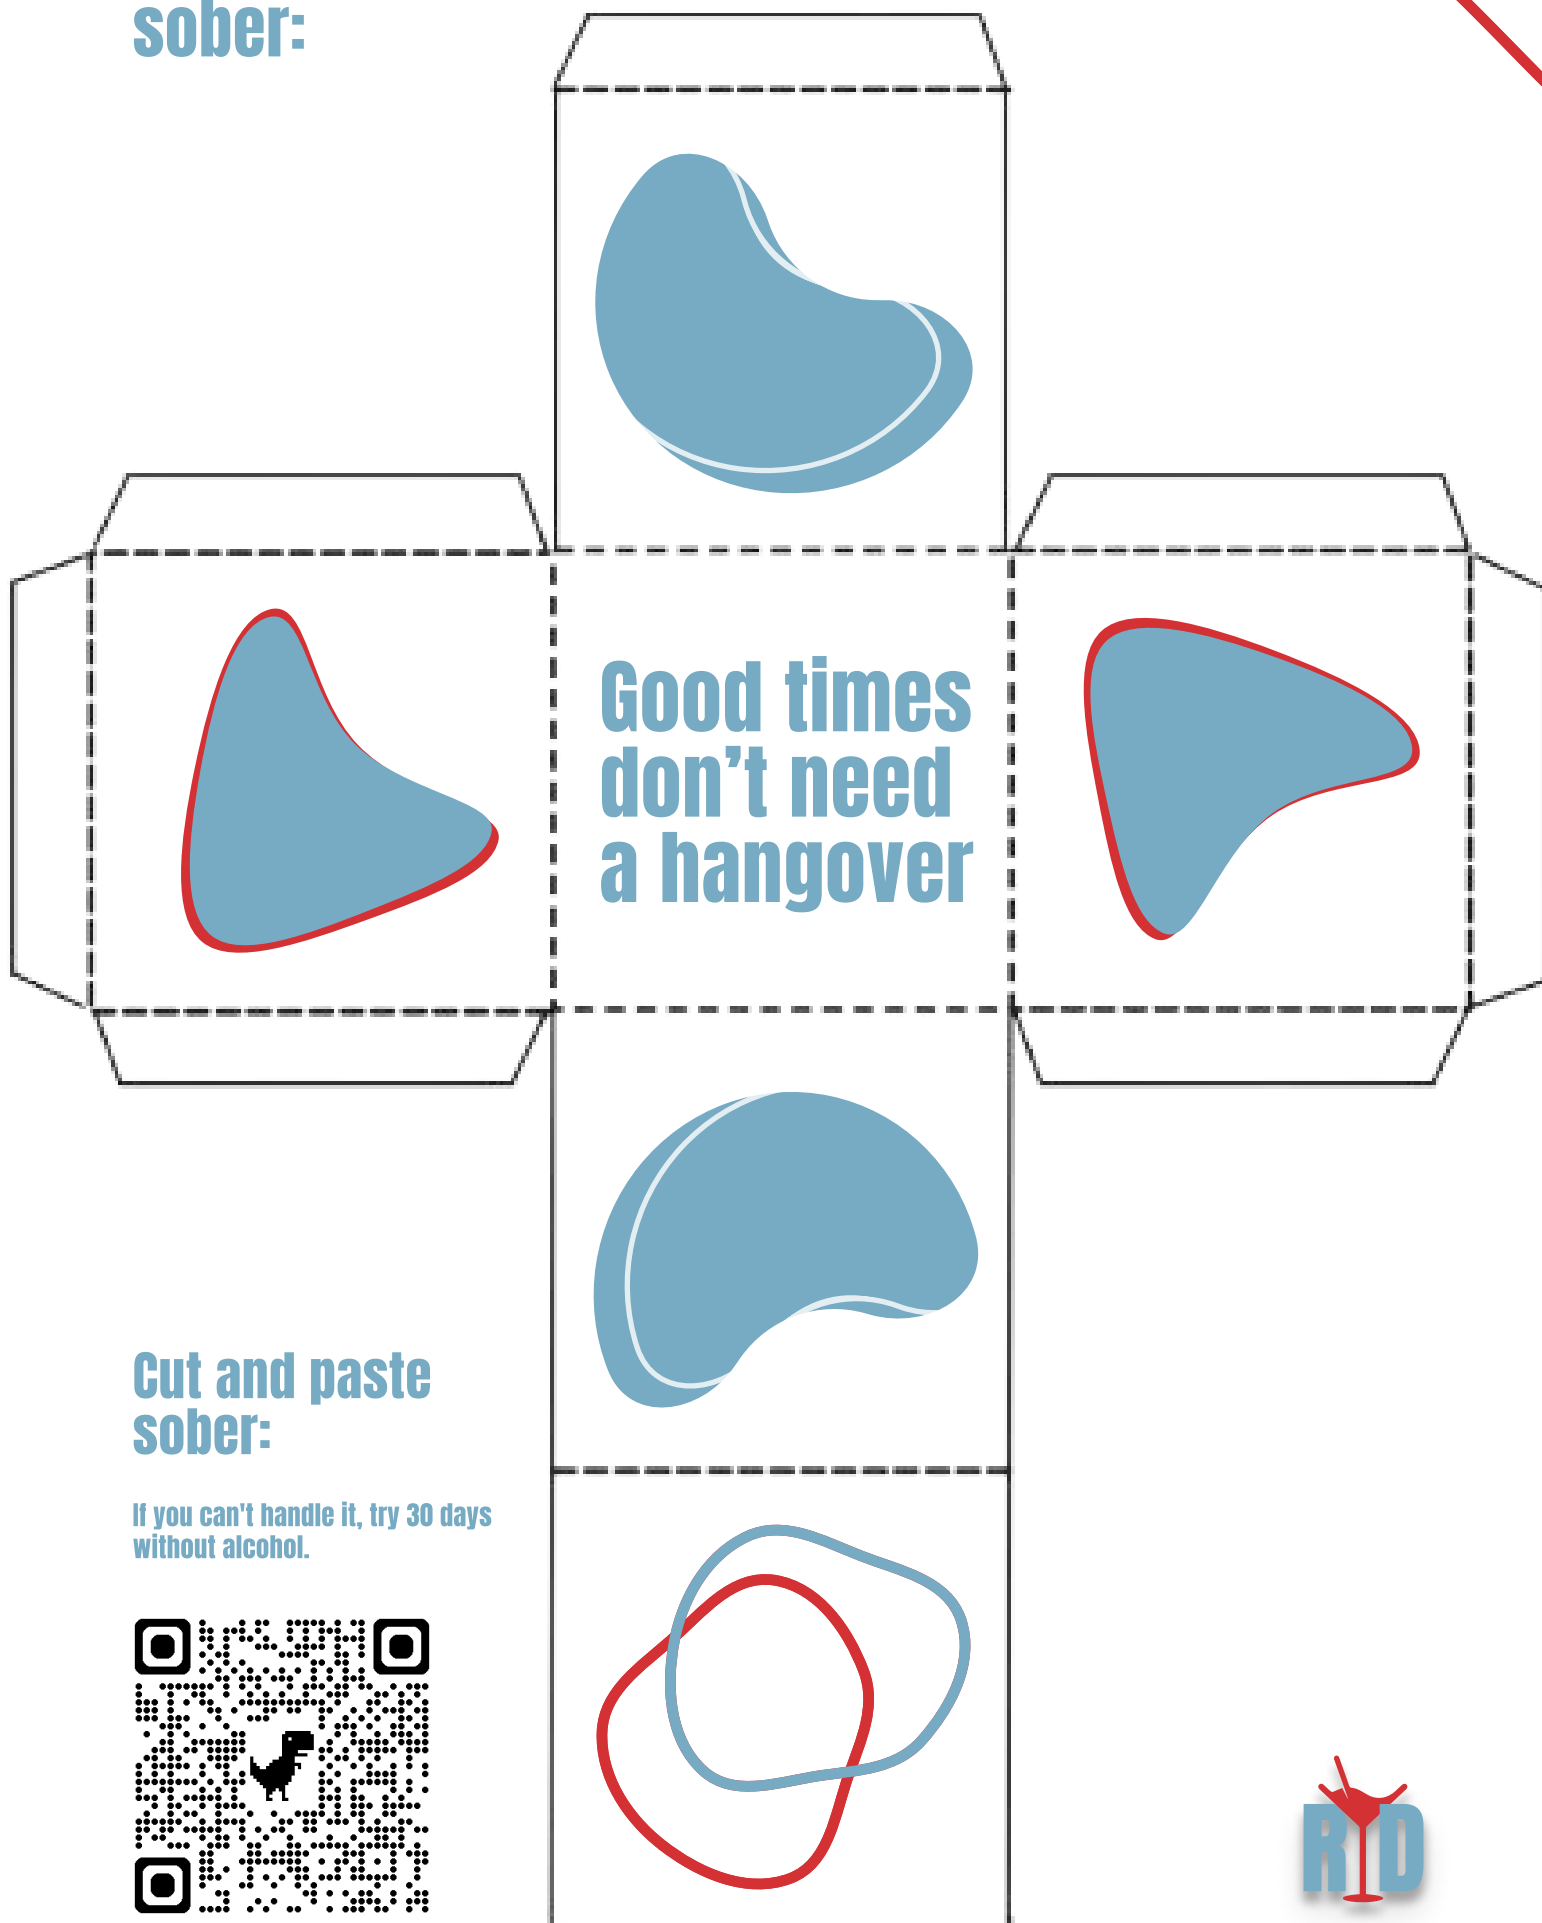 sober:
Good times
don’t need
a hangover
Cut and paste
sober:
If you can't handle it, try 30 days
without alcohol.
RYD